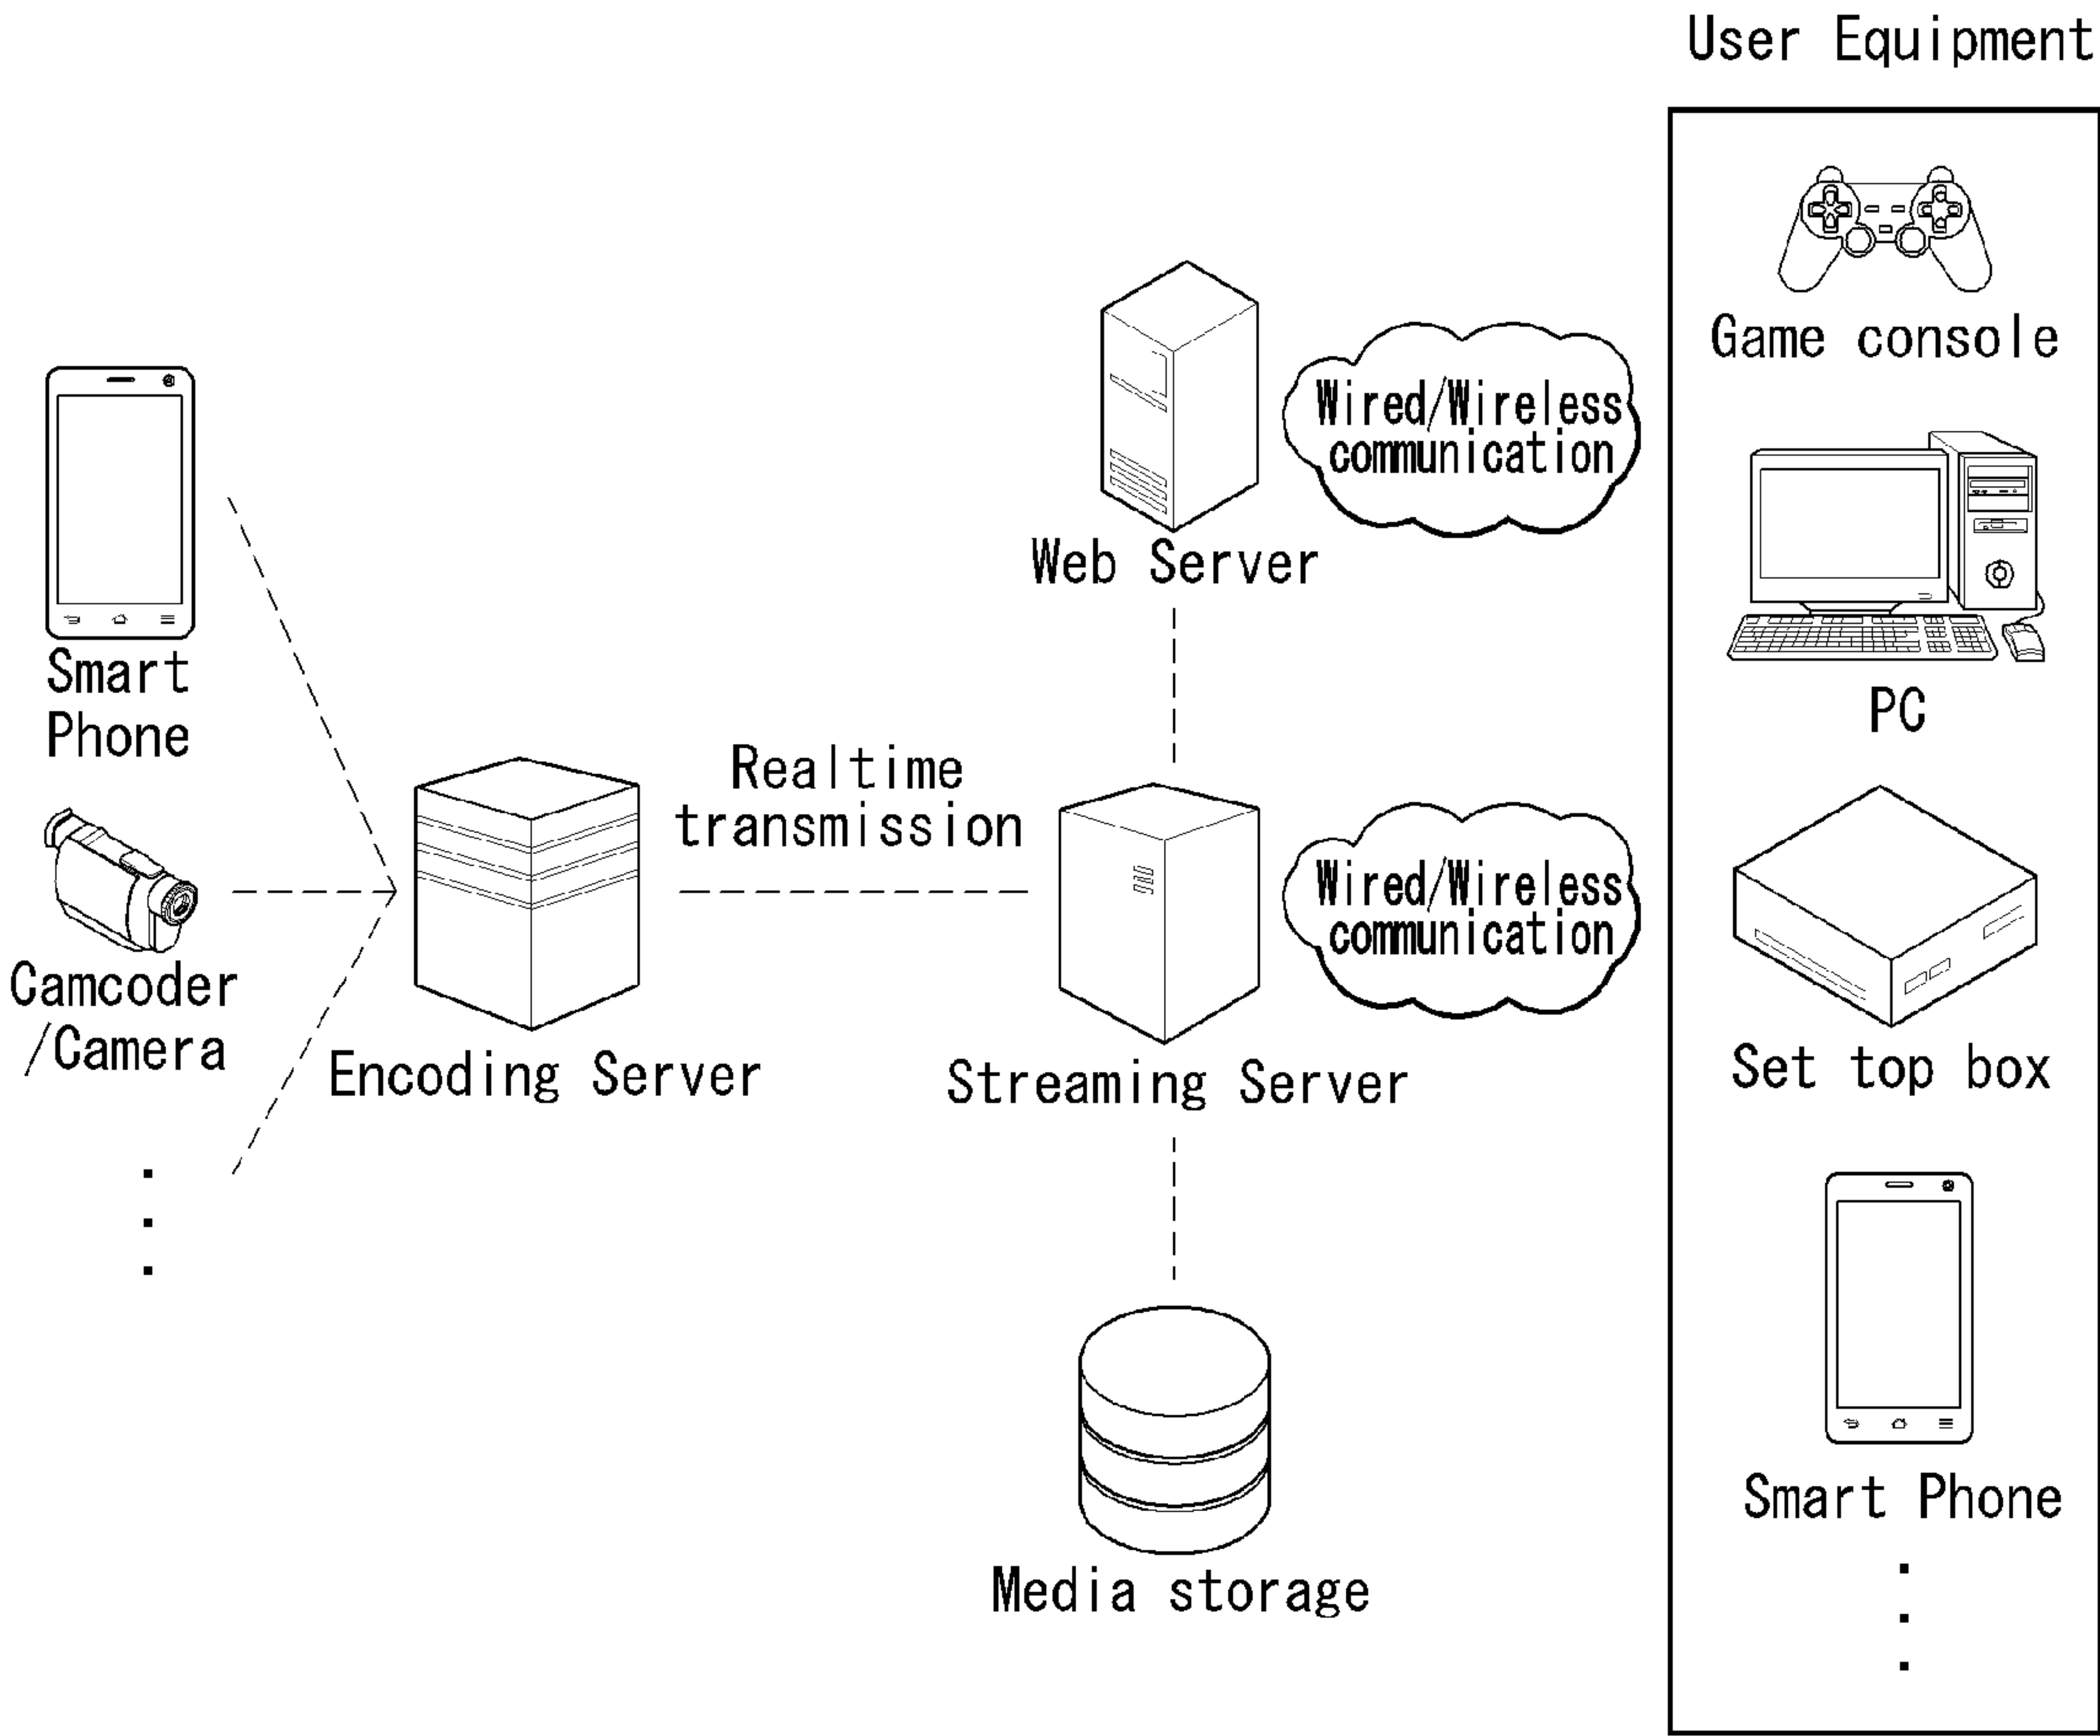 User Equipment
Game console
Wired/Wireless
communication
Web Server
Smart
Phone
PC
Realtime
transmission
Wired/Wireless
communication
Camcoder
/Camera
Encoding Server
Streaming Server
Set top box
Smart Phone
Media storage